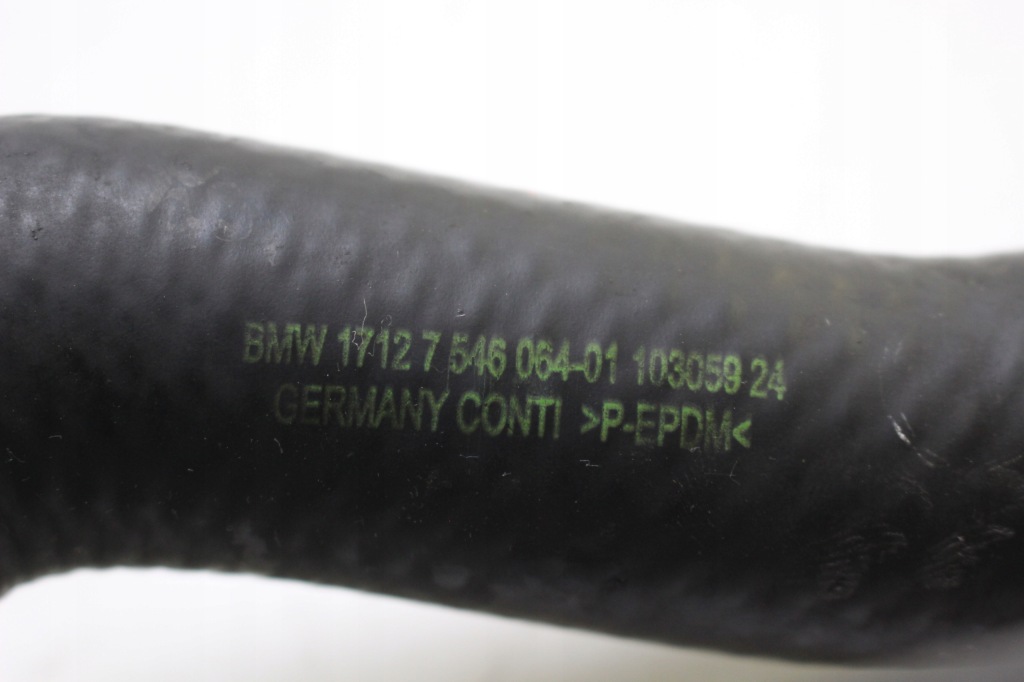 BMW 1712 7 546 064-01 103059 24
GERMANY CONTI >P-EPDM<